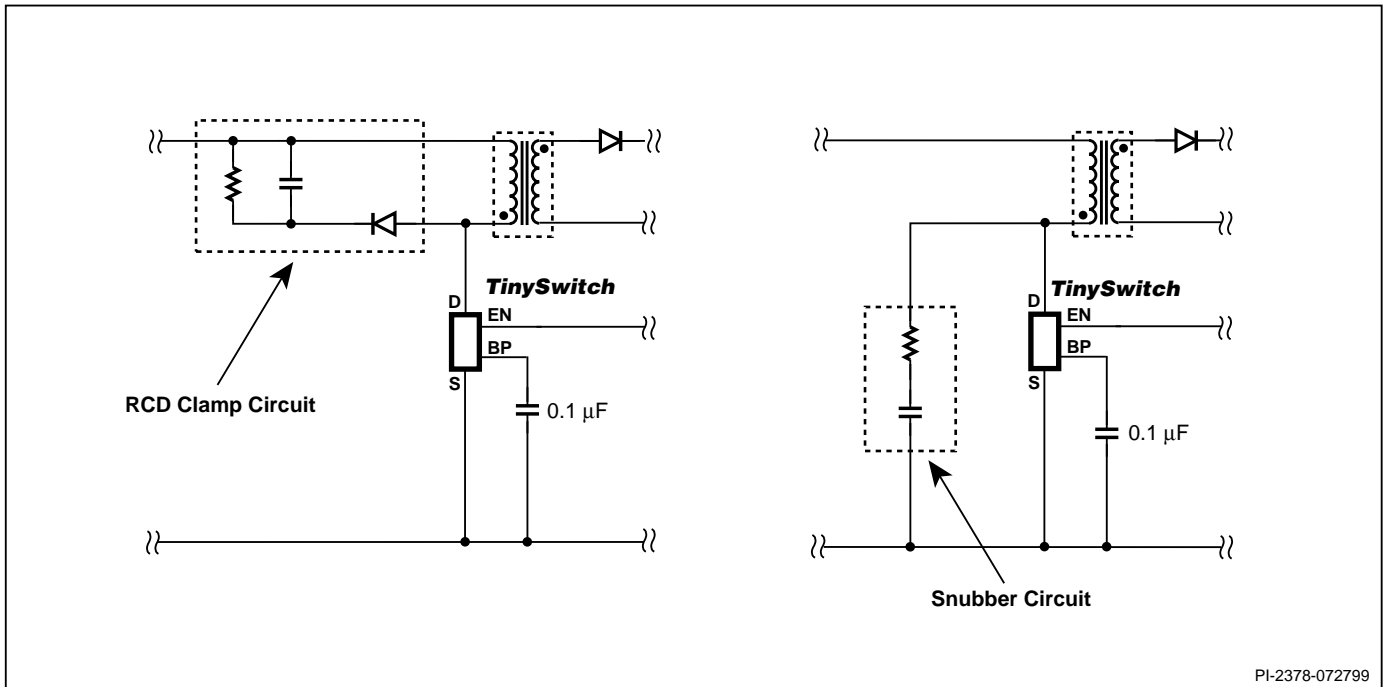 TinySwitch
D
EN
BP
S
0.1 μF
RCD Clamp Circuit
TinySwitch
D
EN
BP
S
0.1 μF
Snubber Circuit
PI-2378-072799